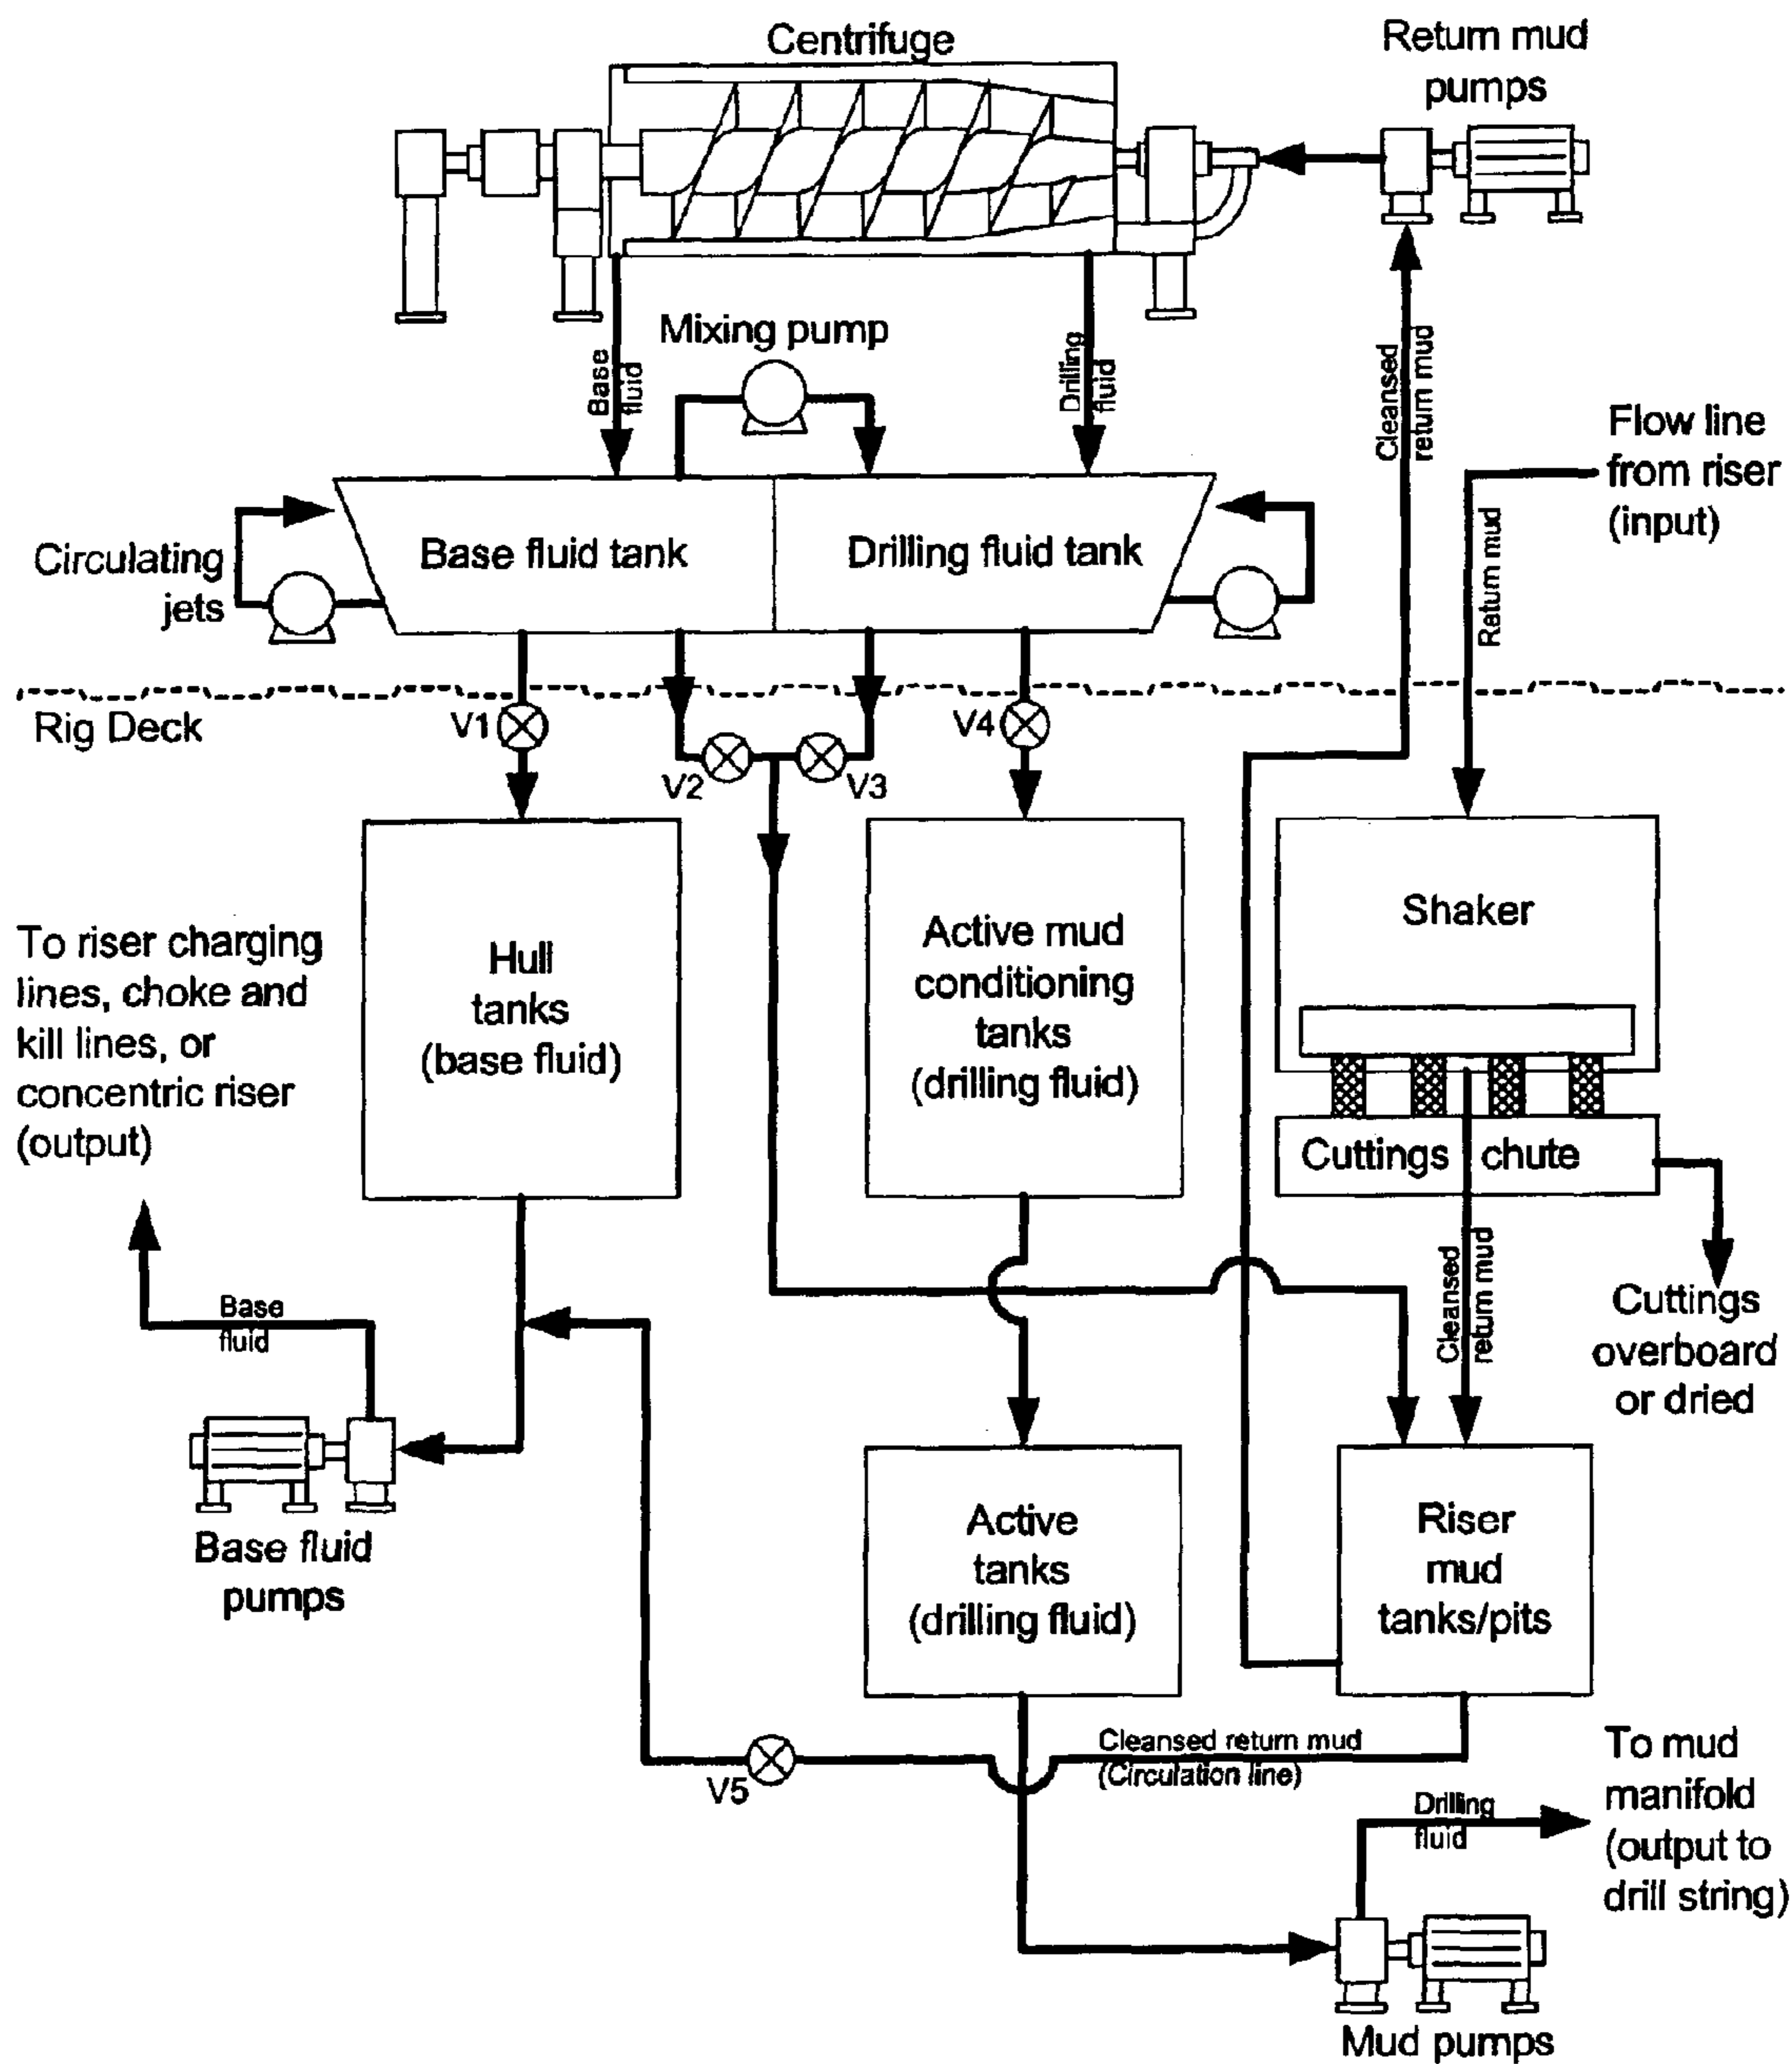 Centrifuge
Return mud
pumps
Mixing pump
Base
fluid
Drilling
fluid
Cleansed
return mud
Flow line
from riser
(input)
Return mud
Circulating
jets
Base fluid tank
Drilling fluid tank
Rig Deck
V1
V2
V3
V4
Hull
tanks
(base fluid)
Active mud
conditioning
tanks
(drilling fluid)
Shaker
Cuttings chute
To riser charging
lines, choke and
kill lines, or
concentric riser
(output)
Cleansed
return mud
Cuttings
overboard
or dried
Base
fluid
Base fluid
pumps
Active
tanks
(drilling fluid)
Riser
mud
tanks/pits
Cleansed return mud
(Circulation line)
V5
To mud
manifold
(output to
drill string)
Drilling
fluid
Mud pumps